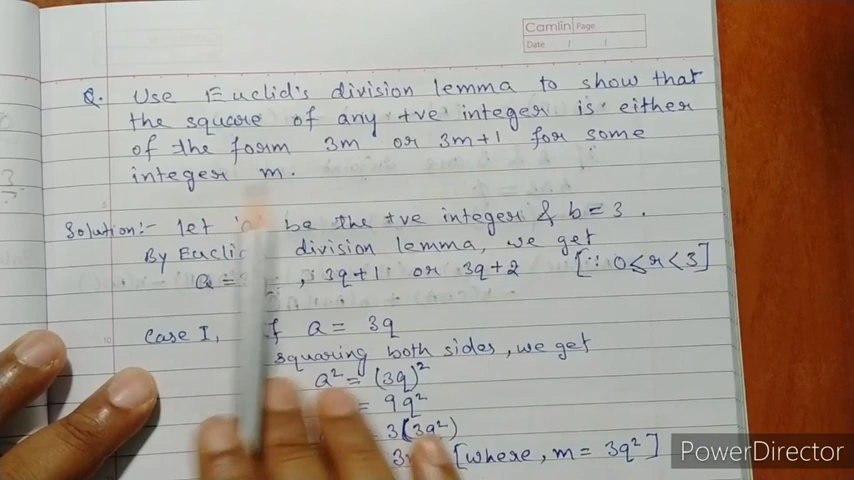 Camlin Page
Date / /
Q. Use Euclid's division lemma to show that
the square of any +ve integer is either
of the form 3m or 3m+1 for some
integer m.
Solution:- let be the +ve integer & b = 3.
By division lemma, we get
a = , 3q+1 or 3q+2 [∵ 0≤r<3]
Case I, a = 3q
squaring both sides, we get
a² = (3q)²
= 9q²
3(3q²)
[where, m = 3q²]
PowerDirector